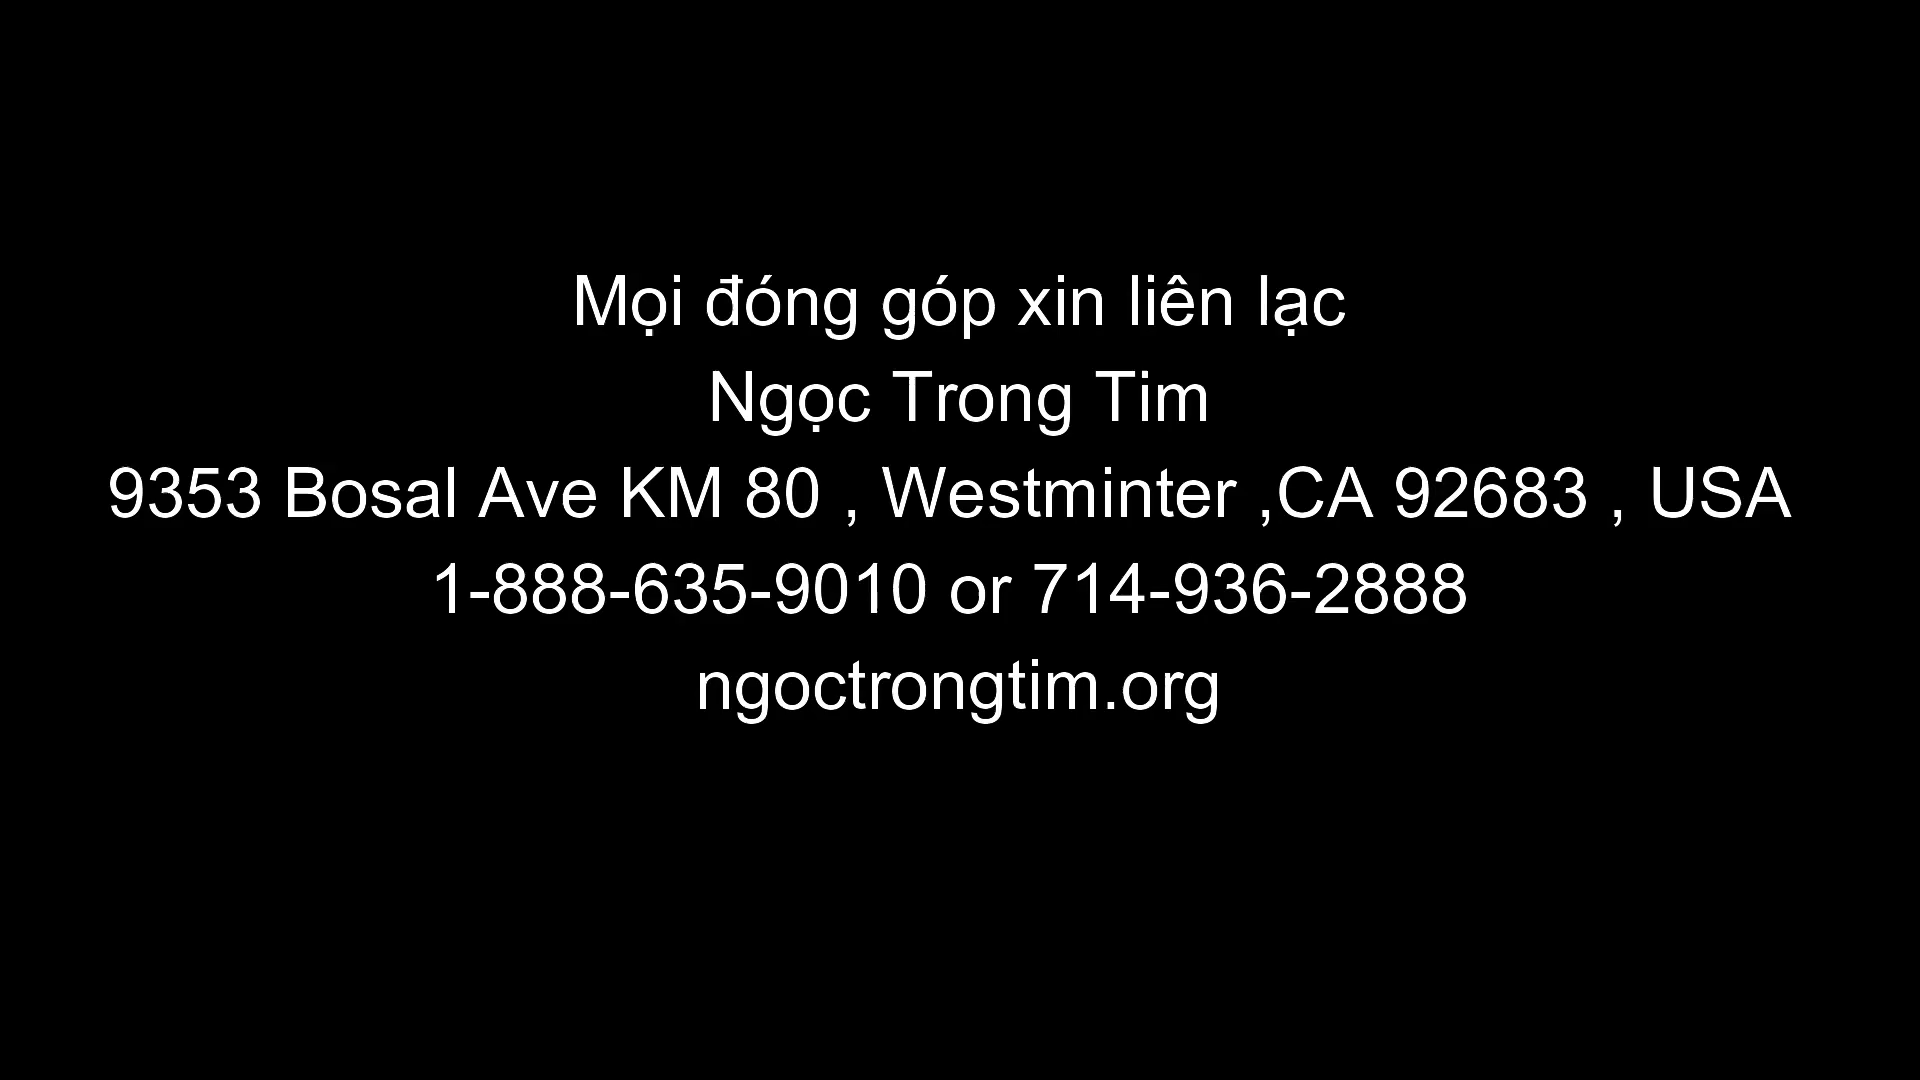 Mọi đóng góp xin liên lạc
Ngọc Trong Tim
9353 Bosal Ave KM 80 , Westminter ,CA 92683 , USA
1-888-635-9010 or 714-936-2888
ngoctrongtim.org